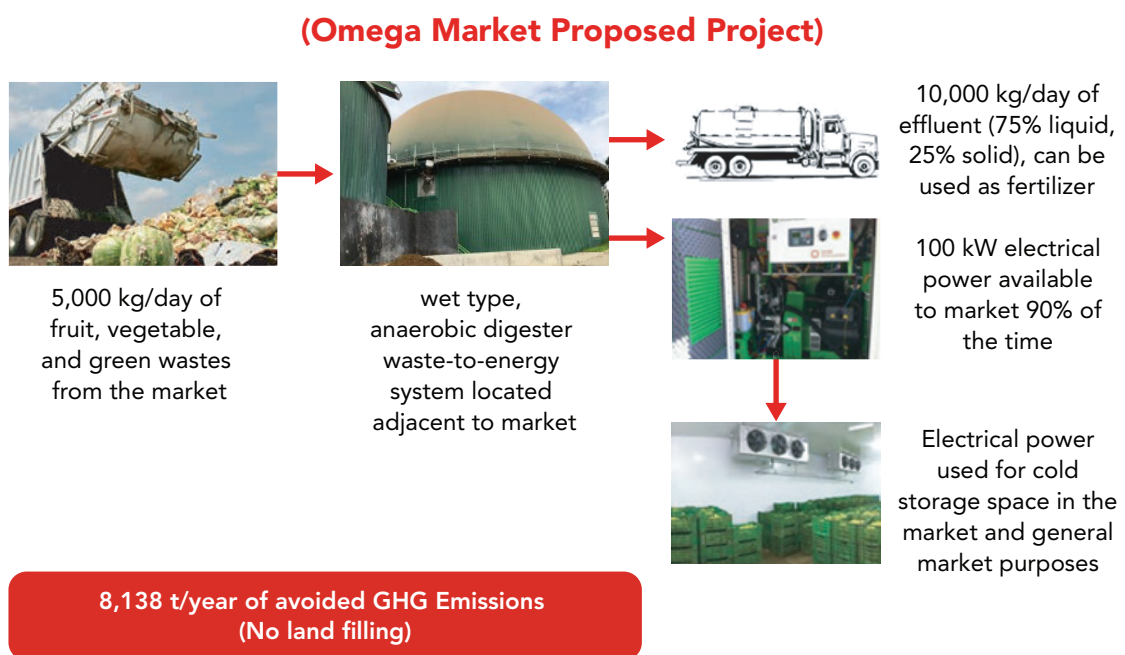 (Omega Market Proposed Project)
5,000 kg/day of
fruit, vegetable,
and green wastes
from the market
wet type,
anaerobic digester
waste-to-energy
system located
adjacent to market
10,000 kg/day of
effluent (75% liquid,
25% solid), can be
used as fertilizer
100 kW electrical
power available
to market 90% of
the time
Electrical power
used for cold
storage space in the
market and general
market purposes
8,138 t/year of avoided GHG Emissions
(No land filling)